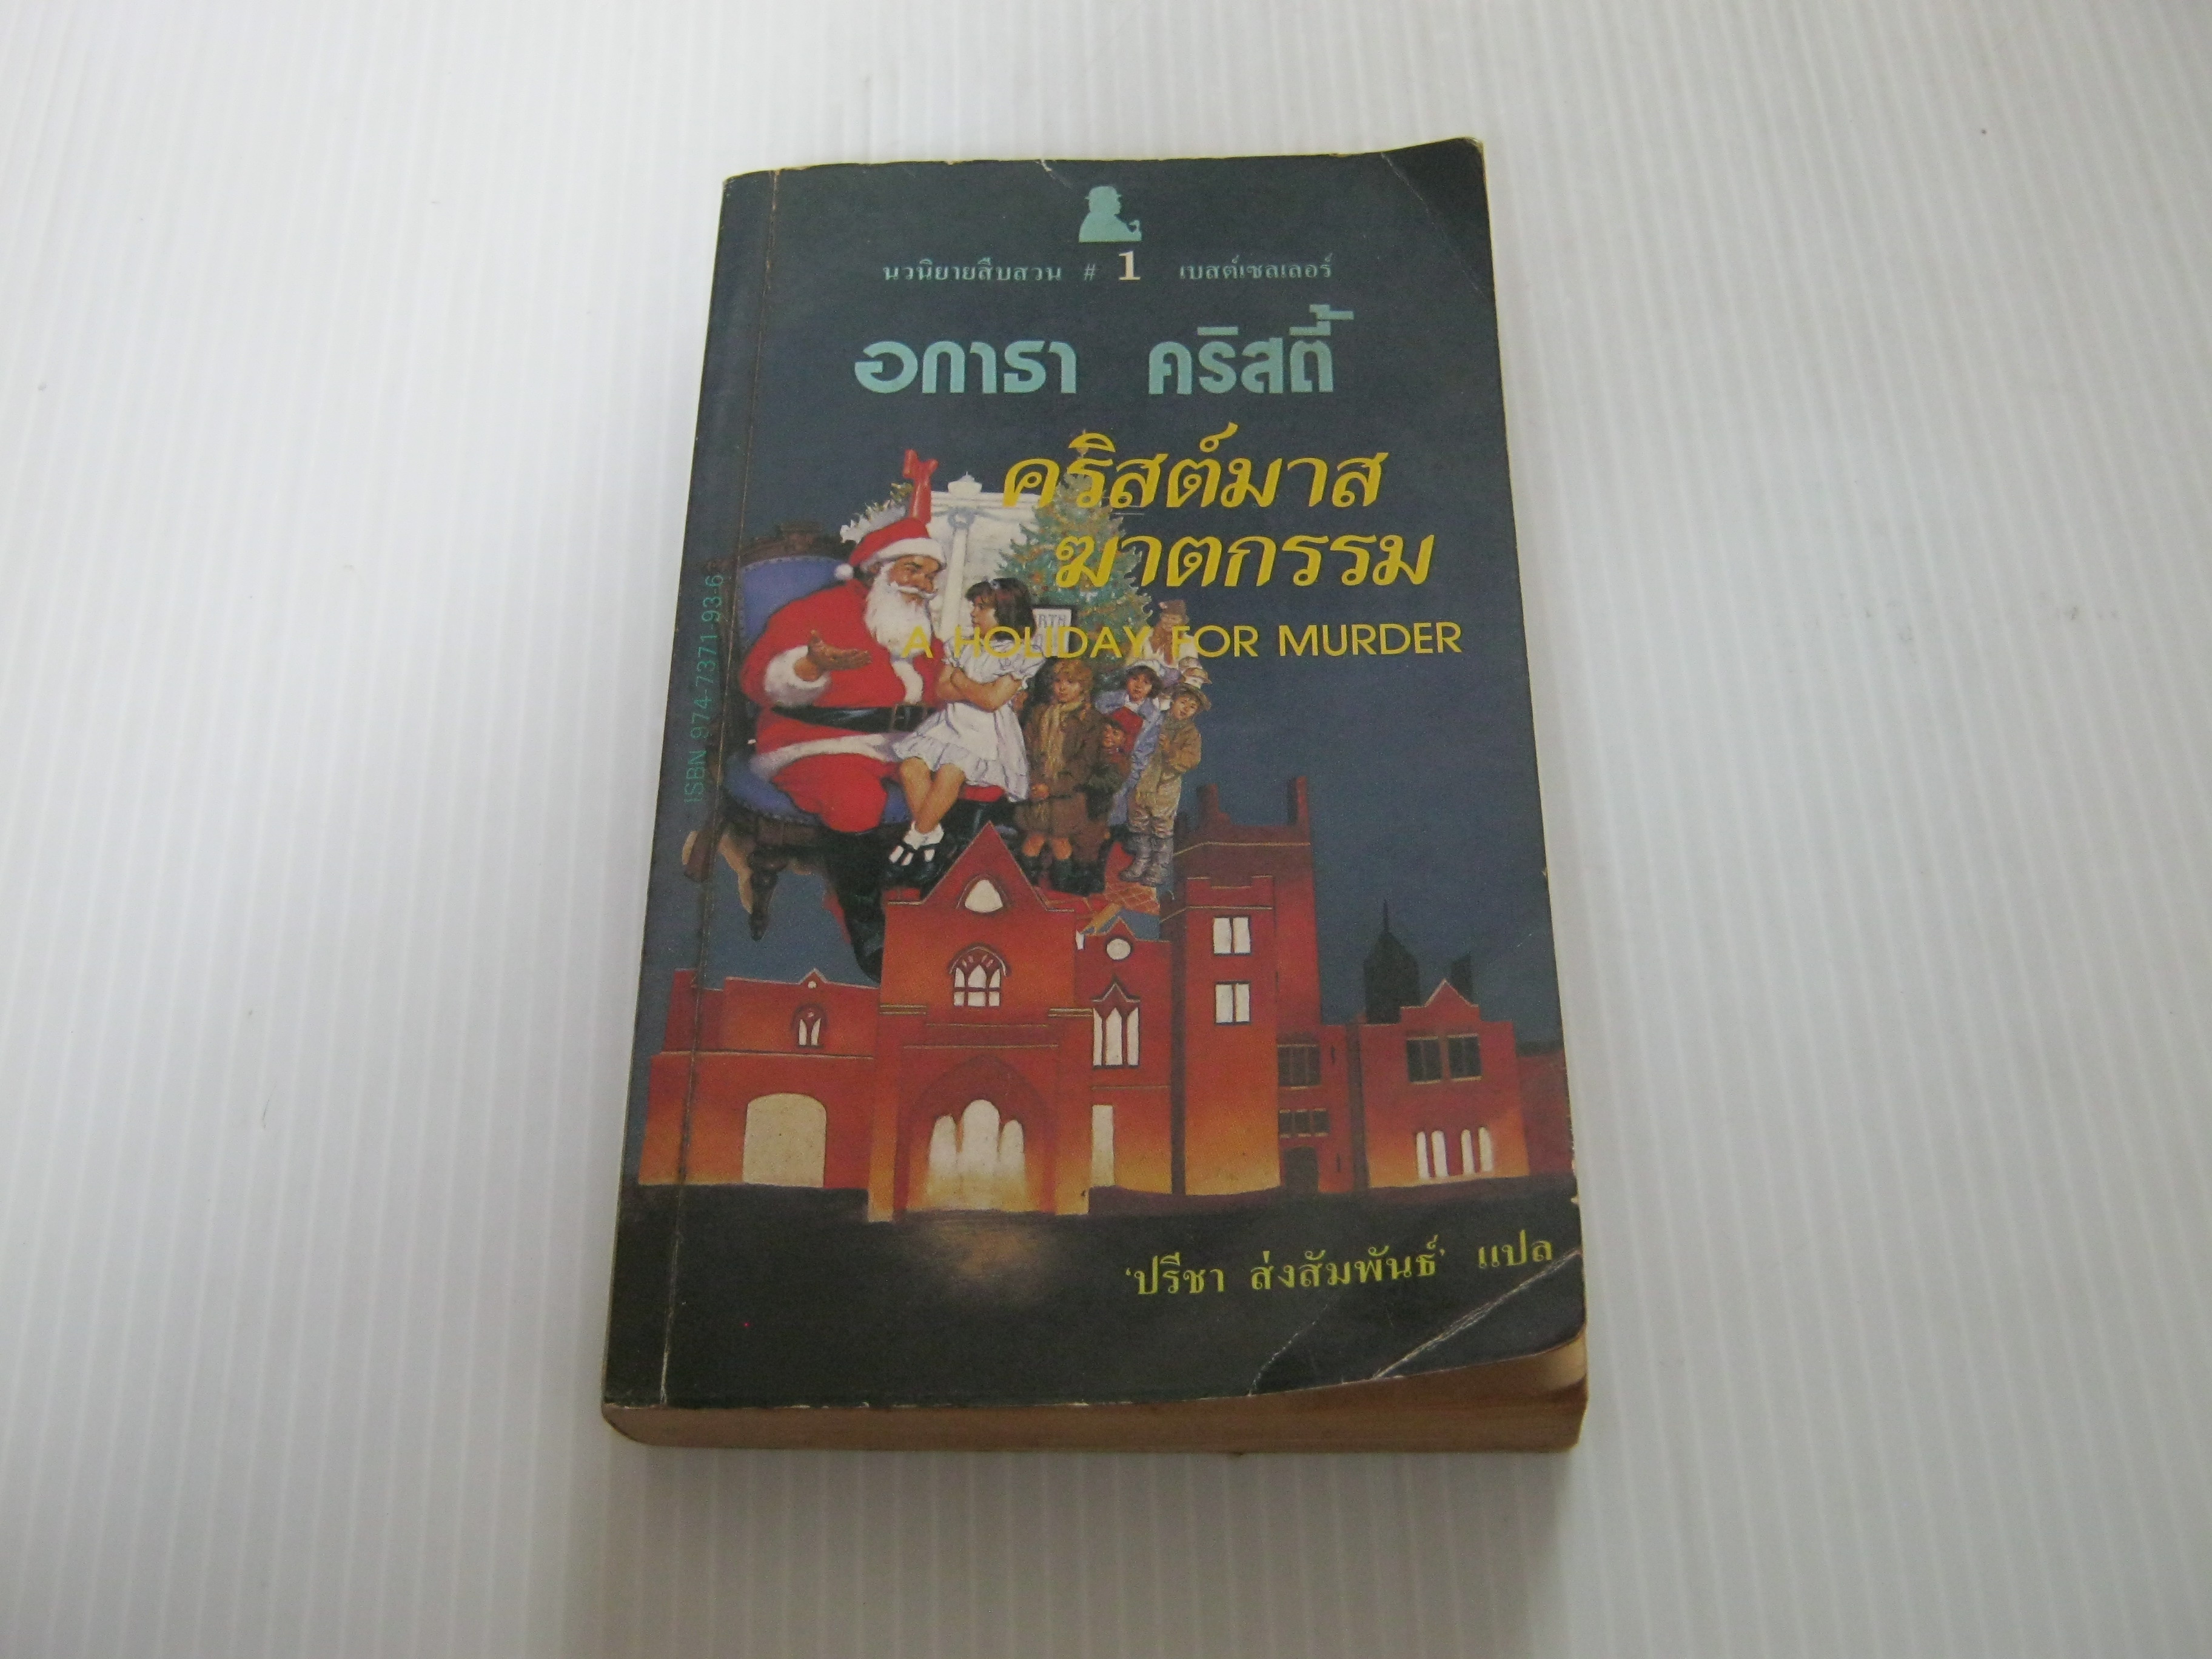 นวนิยายสืบสวน # 1 เบสต์เซลเลอร์
อกาธา คริสตี้
คริสต์มาส
ฆาตกรรม
A HOLIDAY FOR MURDER
ISBN 974-7371-93-6
'ปรีชา ส่งสัมพันธ์' แปล